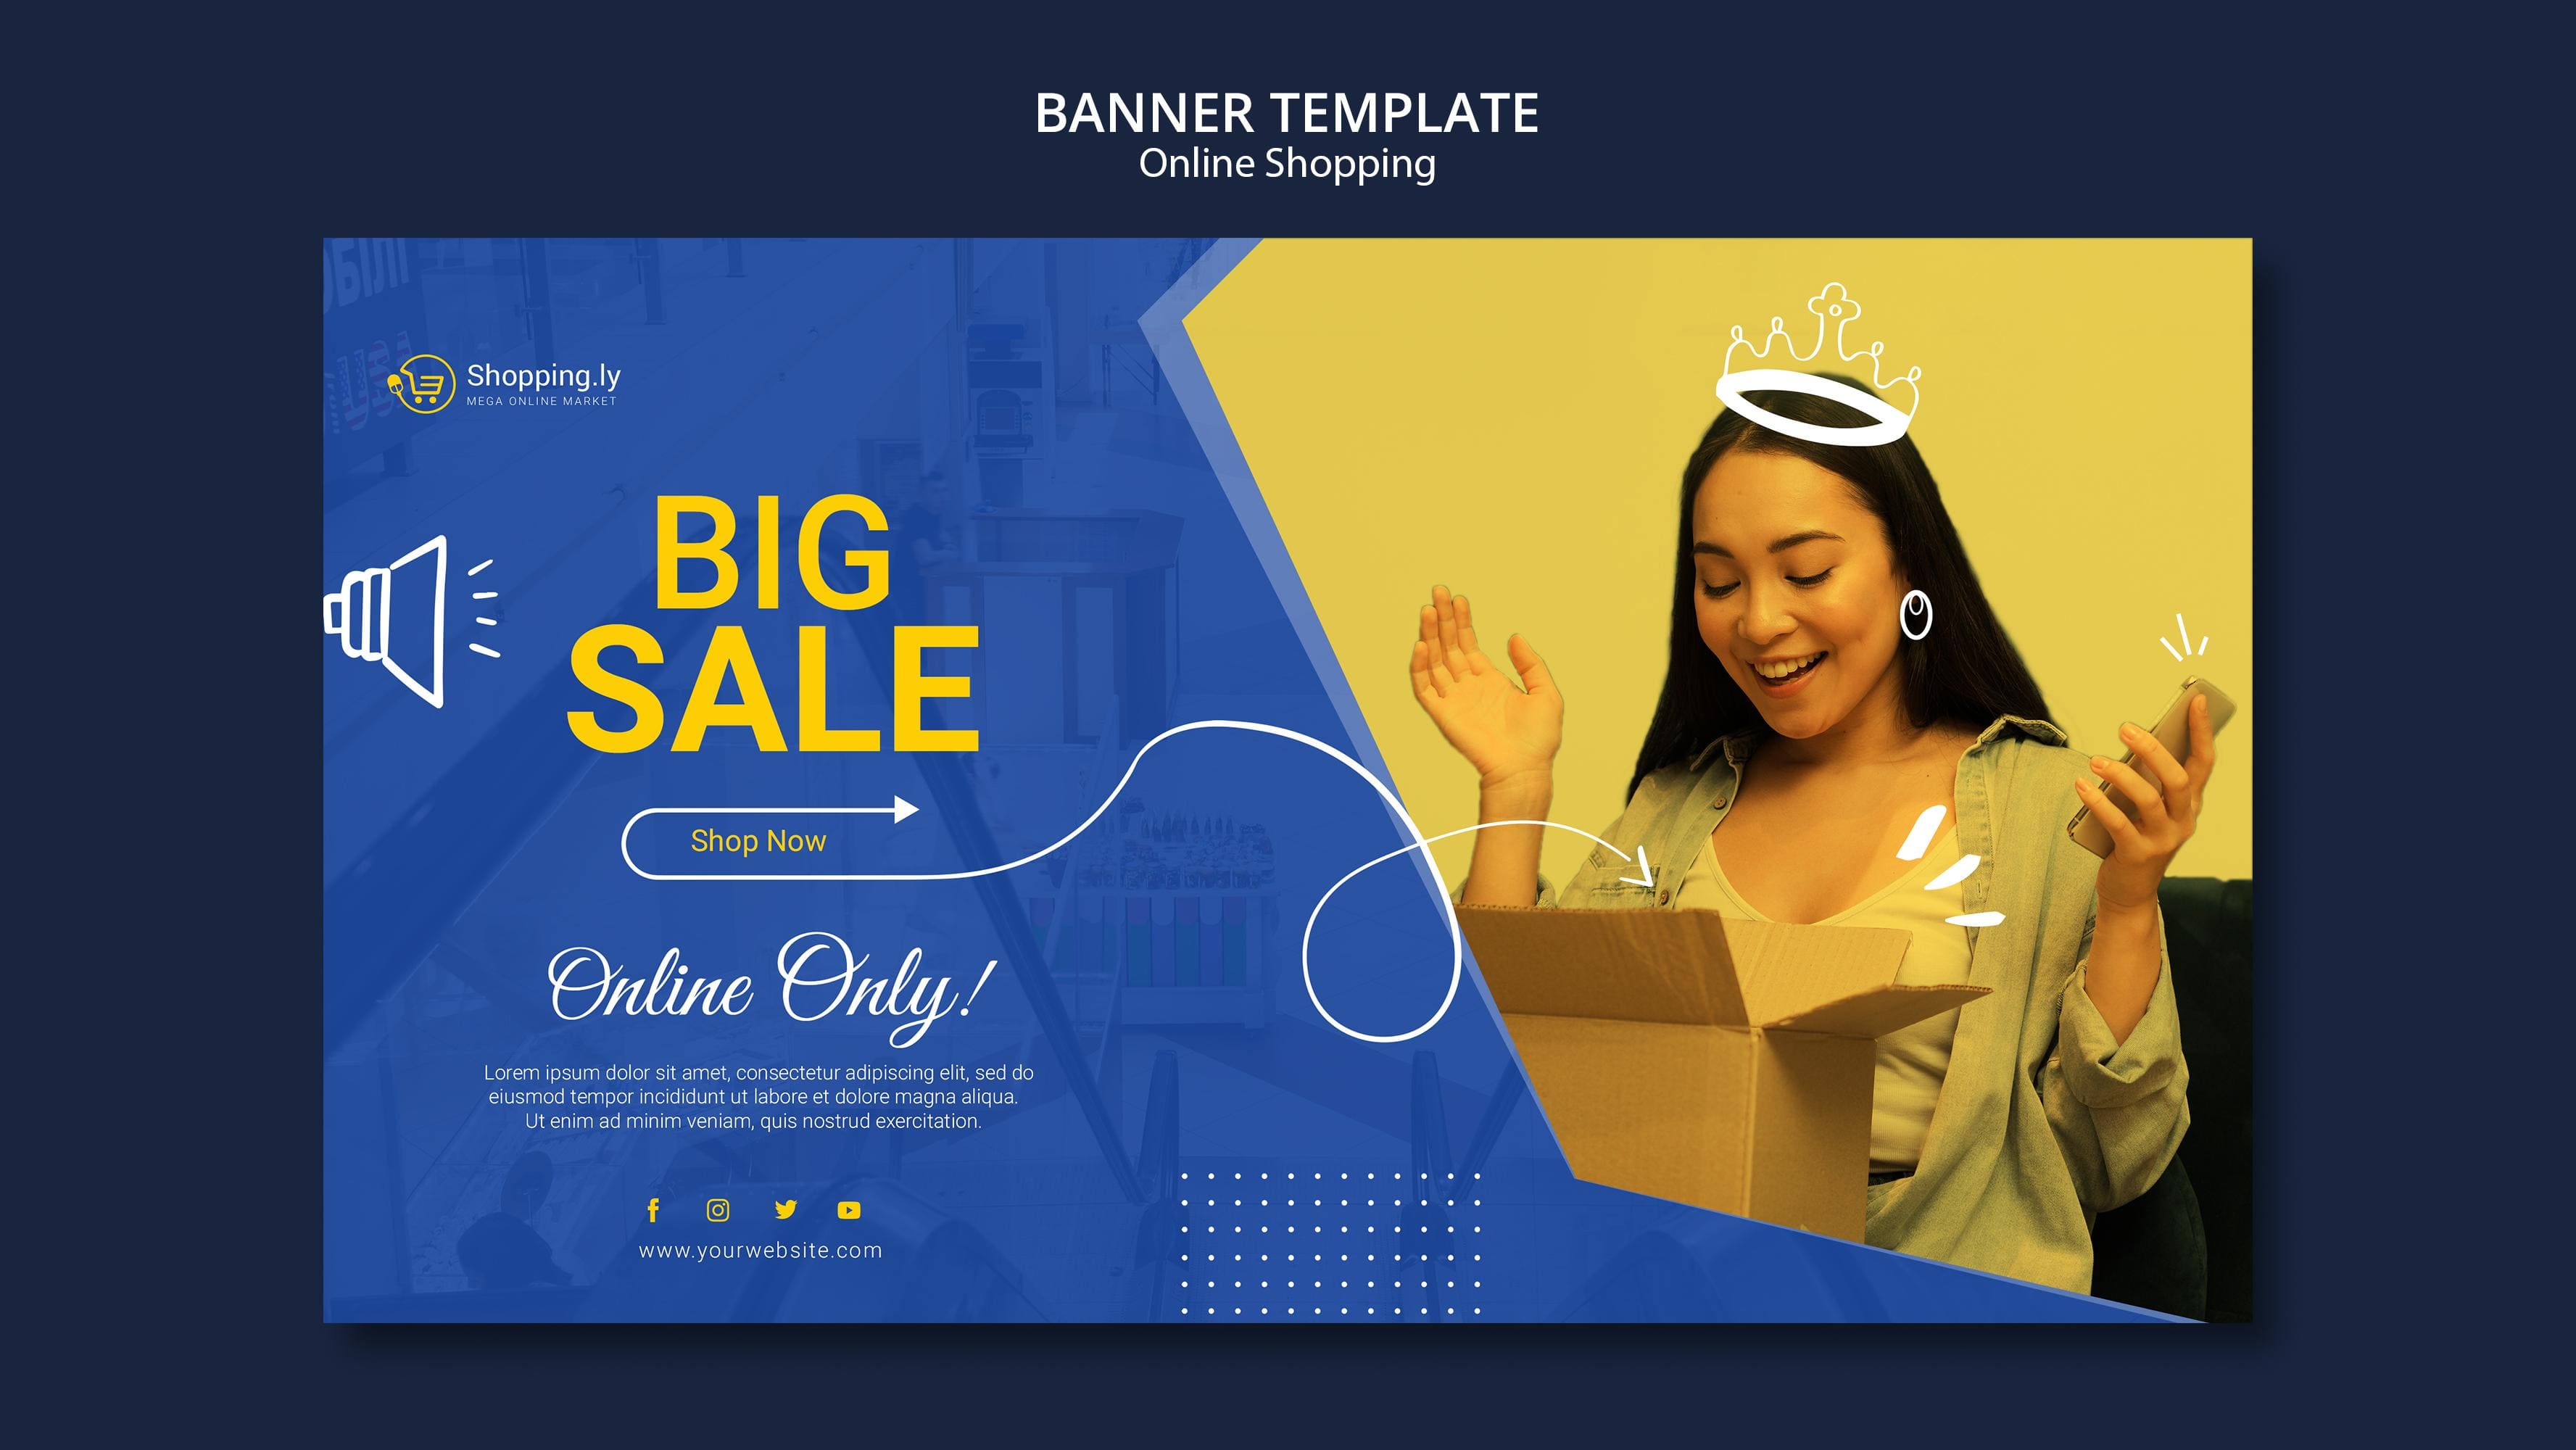 BANNER TEMPLATE
Online Shopping
Shopping.ly
MEGA ONLINE MARKET
BIG
SALE
Shop Now
Online Only!
Lorem ipsum dolor sit amet, consectetur adipiscing elit, sed do
eiusmod tempor incididunt ut labore et dolore magna aliqua.
Ut enim ad minim veniam, quis nostrud exercitation.
www.yourwebsite.com